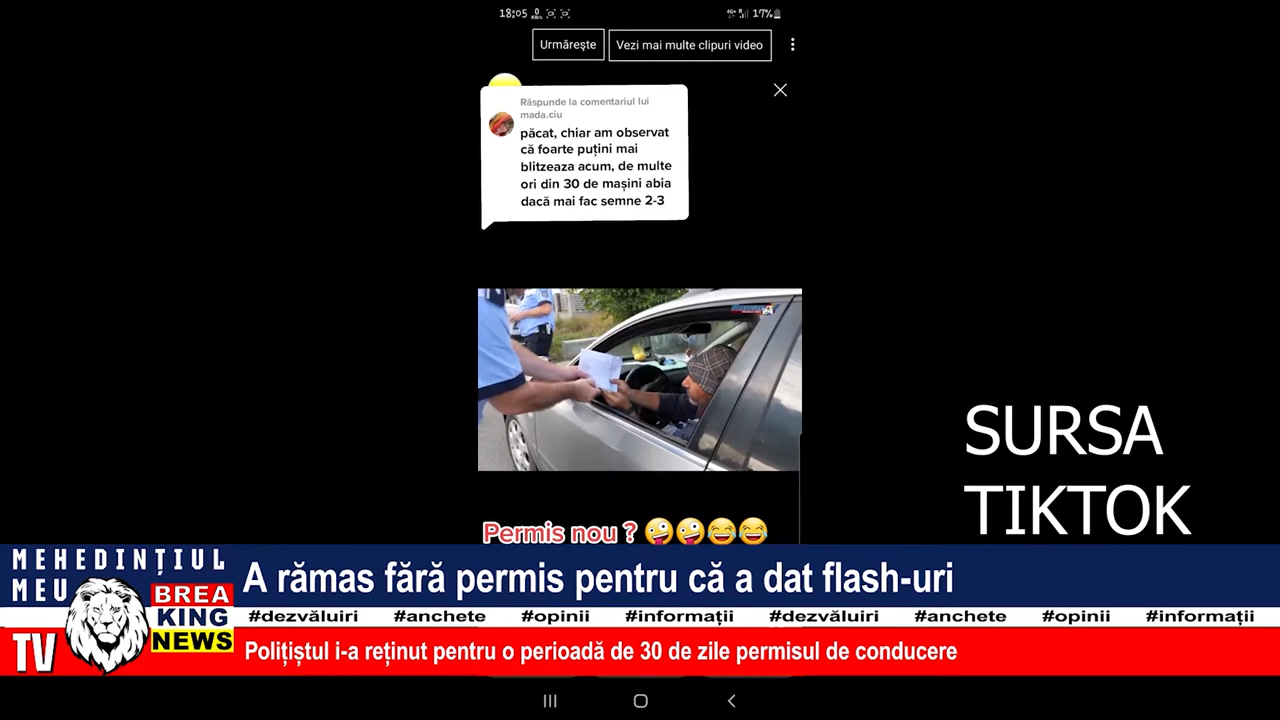 18:05
17%
Urmărește
Vezi mai multe clipuri video
Răspunde la comentariul lui
mada.ciu
păcat, chiar am observat
că foarte puțini mai
blitzeaza acum, de multe
ori din 30 de mașini abia
dacă mai fac semne 2-3
SURSA
TIKTOK
Permis nou ? 🤪🤪😂😂
MEHEDINȚIUL
MEU
TV
BREA
KING
NEWS
A rămas fără permis pentru că a dat flash-uri
#dezvăluiri #anchete #opinii #informații #dezvăluiri #anchete #opinii #informații
Polițiștul i-a reținut pentru o perioadă de 30 de zile permisul de conducere